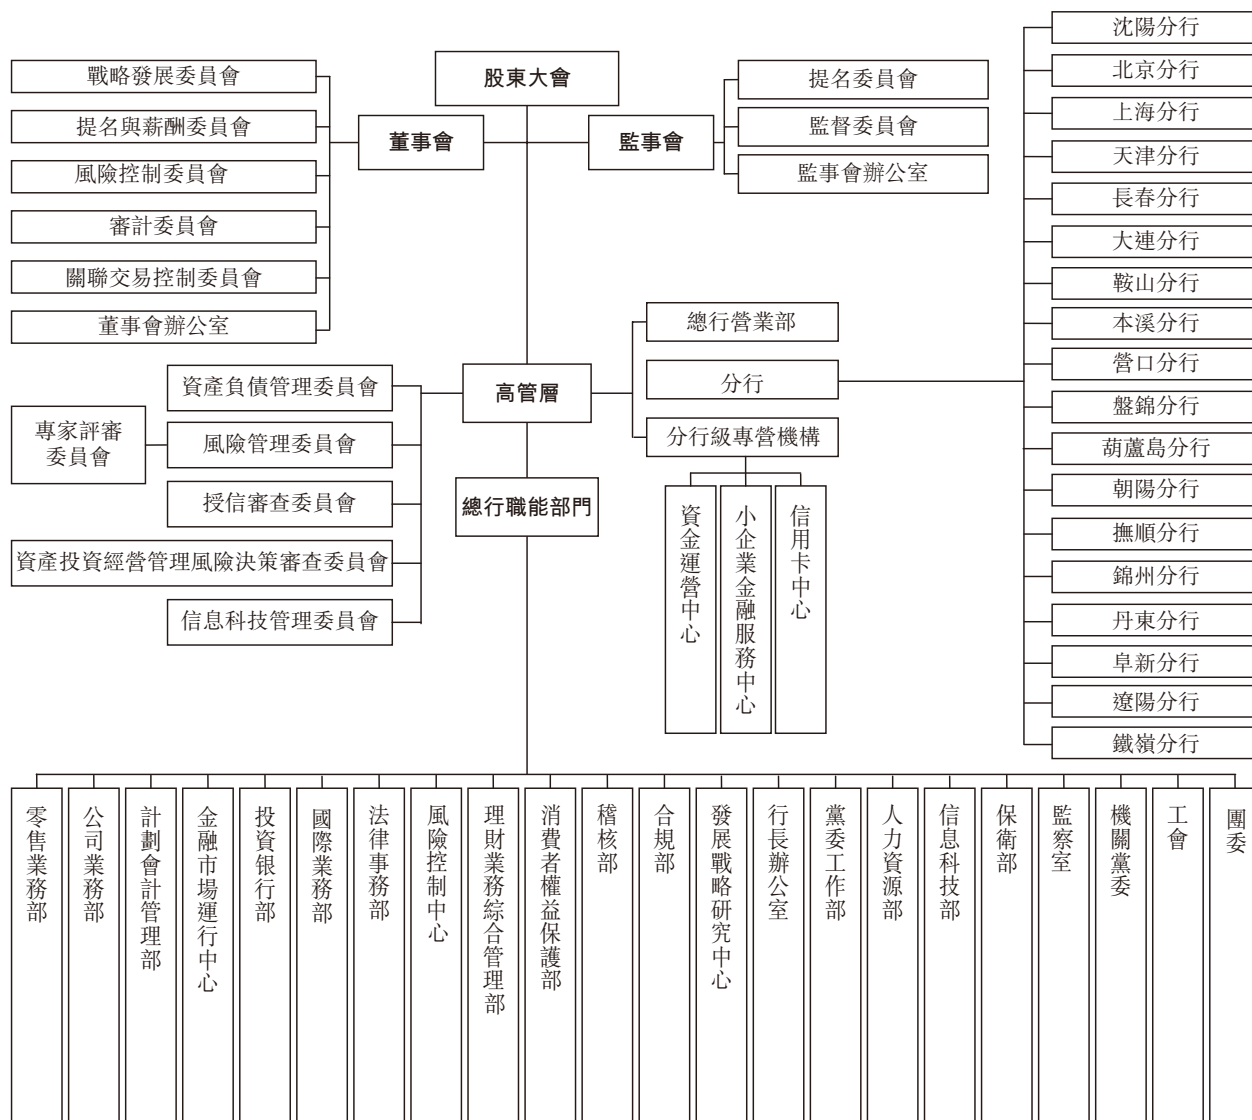 股東大會
董事會
監事會
戰略發展委員會
提名與薪酬委員會
風險控制委員會
審計委員會
關聯交易控制委員會
董事會辦公室
提名委員會
監督委員會
監事會辦公室
高管層
資產負債管理委員會
風險管理委員會
專家評審
委員會
授信審查委員會
資產投資經營管理風險決策審查委員會
信息科技管理委員會
總行營業部
分行
分行級專營機構
資金運營中心
小企業金融服務中心
信用卡中心
沈陽分行
北京分行
上海分行
天津分行
長春分行
大連分行
鞍山分行
本溪分行
營口分行
盤錦分行
葫蘆島分行
朝陽分行
撫順分行
錦州分行
丹東分行
阜新分行
遼陽分行
鐵嶺分行
總行職能部門
零售業務部
公司業務部
計劃會計管理部
金融市場運行中心
投資银行部
國際業務部
法律事務部
風險控制中心
理財業務綜合管理部
消費者權益保護部
稽核部
合規部
發展戰略研究中心
行長辦公室
黨委工作部
人力資源部
信息科技部
保衛部
監察室
機關黨委
工會
團委